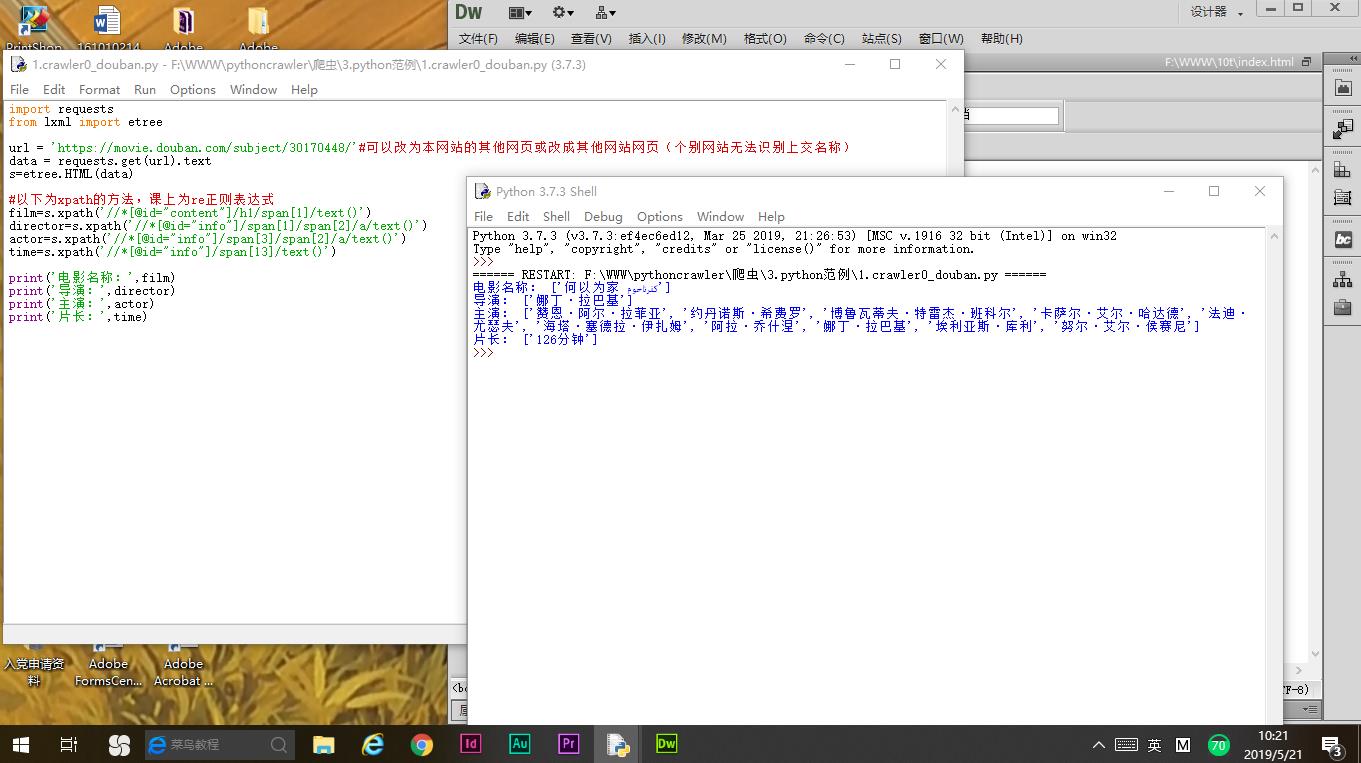 PrintShop
161010214
Adobe
Adobe
Dw
设计器
文件(F) 编辑(E) 查看(V) 插入(I) 修改(M) 格式(O) 命令(C) 站点(S) 窗口(W) 帮助(H)
F:\WWW\10t\index.html
1.crawler0_douban.py - F:\WWW\pythoncrawler\爬虫\3.python范例\1.crawler0_douban.py (3.7.3)
File Edit Format Run Options Window Help
import requests
from lxml import etree
url = 'https://movie.douban.com/subject/30170448/'#可以改为本网站的其他网页或改成其他网站网页（个别网站无法识别上交名称）
data = requests.get(url).text
s=etree.HTML(data)
#以下为xpath的方法，课上为re正则表达式
film=s.xpath('//*[@id="content"]/h1/span[1]/text()')
director=s.xpath('//*[@id="info"]/span[1]/span[2]/a/text()')
actor=s.xpath('//*[@id="info"]/span[3]/span[2]/a/text()')
time=s.xpath('//*[@id="info"]/span[13]/text()')
print('电影名称：',film)
print('导演：',director)
print('主演：',actor)
print('片长：',time)
Python 3.7.3 Shell
File Edit Shell Debug Options Window Help
Python 3.7.3 (v3.7.3:ef4ec6ed12, Mar 25 2019, 21:26:53) [MSC v.1916 32 bit (Intel)] on win32
Type "help", "copyright", "credits" or "license()" for more information.
>>>
====== RESTART: F:\WWW\pythoncrawler\爬虫\3.python范例\1.crawler0_douban.py ======
电影名称： ['何以为家 كفرناحوم']
导演： ['娜丁·拉巴基']
主演： ['赞恩·阿尔·拉菲亚', '约丹诺斯·希费罗', '博鲁瓦蒂夫·特雷杰·班科尔', '卡萨尔·艾尔·哈达德', '法迪·
尤瑟夫', '海塔·塞德拉·伊扎姆', '阿拉·乔什涅', '娜丁·拉巴基', '埃利亚斯·库利', '努尔·艾尔·侯赛尼']
片长： ['126分钟']
>>>
bc
入党申请资
料
Adobe
FormsCen...
Adobe
Acrobat ...
菜鸟教程
Id
Au
Pr
Dw
英
M
70
10:21
2019/5/21
3